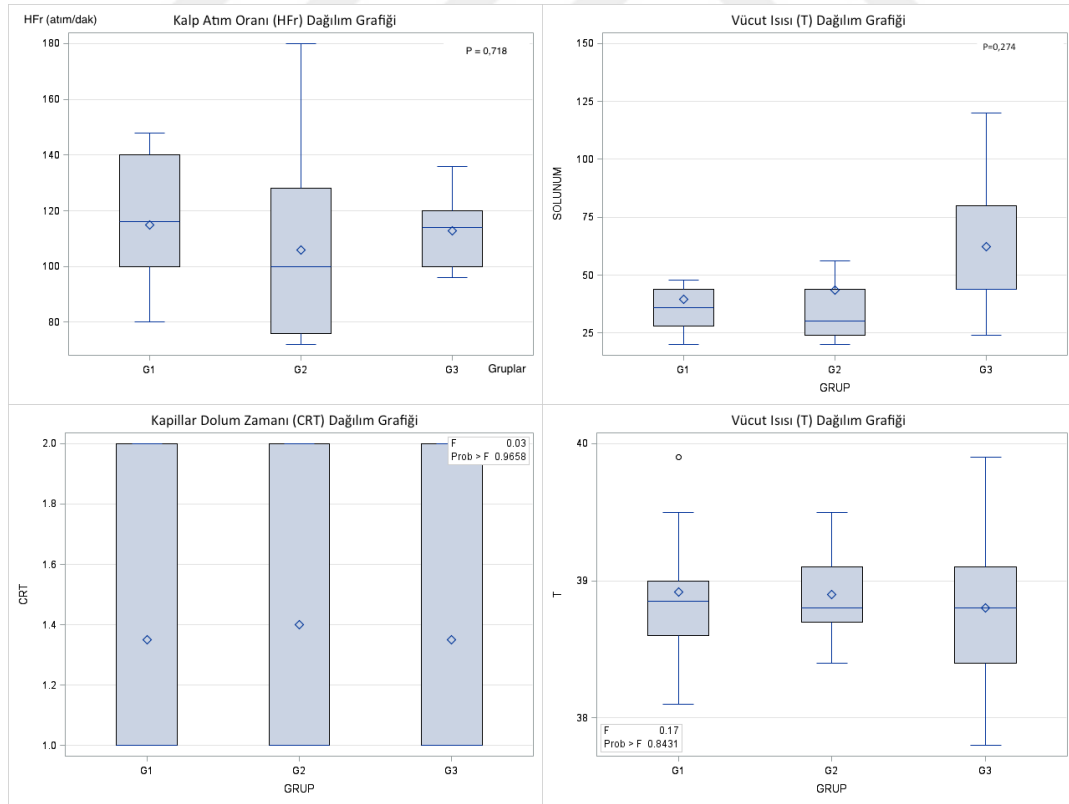 HFr (atım/dak)
Kalp Atım Oranı (HFr) Dağılım Grafiği
P = 0,718
180
160
140
120
100
80
G1
G2
G3
Gruplar
Vücut Isısı (T) Dağılım Grafiği
P=0,274
150
125
100
75
50
25
SOLUNUM
G1
G2
G3
GRUP
Kapillar Dolum Zamanı (CRT) Dağılım Grafiği
F 0.03
Prob > F 0.9658
2.0
1.8
1.6
1.4
1.2
1.0
CRT
G1
G2
G3
GRUP
Vücut Isısı (T) Dağılım Grafiği
40
39
38
T
F 0.17
Prob > F 0.8431
G1
G2
G3
GRUP